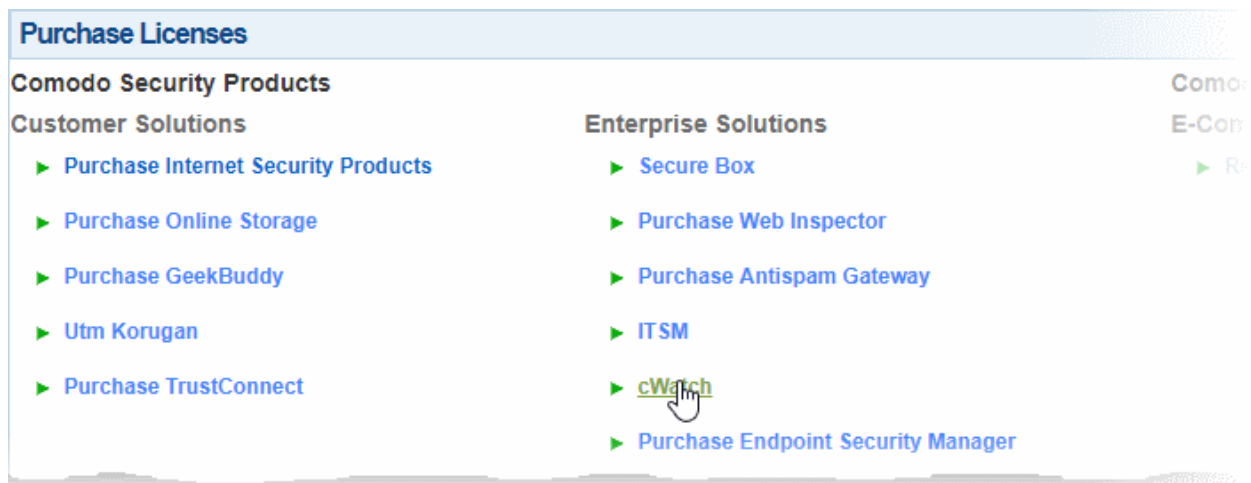 Purchase Licenses
Comodo Security Products
Customer Solutions
Purchase Internet Security Products
Purchase Online Storage
Purchase GeekBuddy
Utm Korugan
Purchase TrustConnect
Enterprise Solutions
Secure Box
Purchase Web Inspector
Purchase Antispam Gateway
ITSM
cWatch
Purchase Endpoint Security Manager